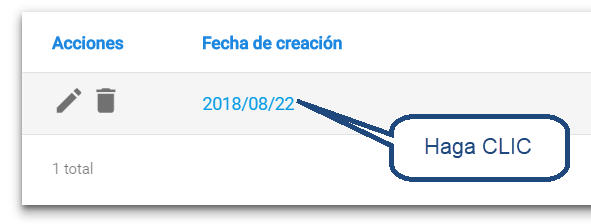 Acciones Fecha de creación
2018/08/22
Haga CLIC
1 total